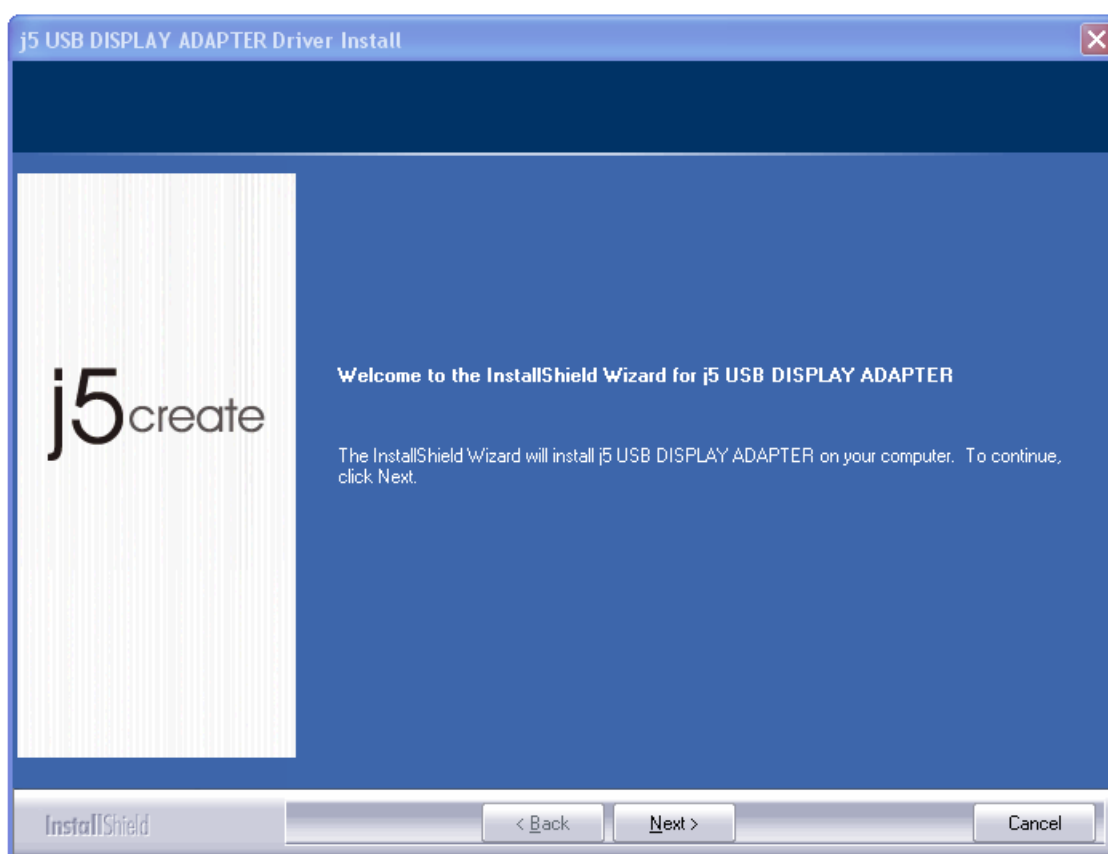 j5 USB DISPLAY ADAPTER Driver Install
j5create
Welcome to the InstallShield Wizard for j5 USB DISPLAY ADAPTER
The InstallShield Wizard will install j5 USB DISPLAY ADAPTER on your computer.  To continue,
click Next.
InstallShield
< Back
Next >
Cancel